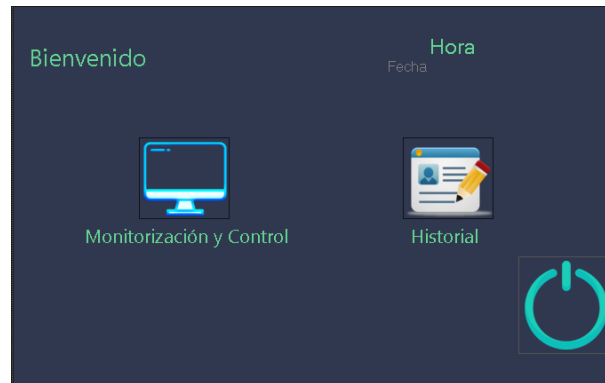 Bienvenido
Hora
Fecha
Monitorización y Control
Historial